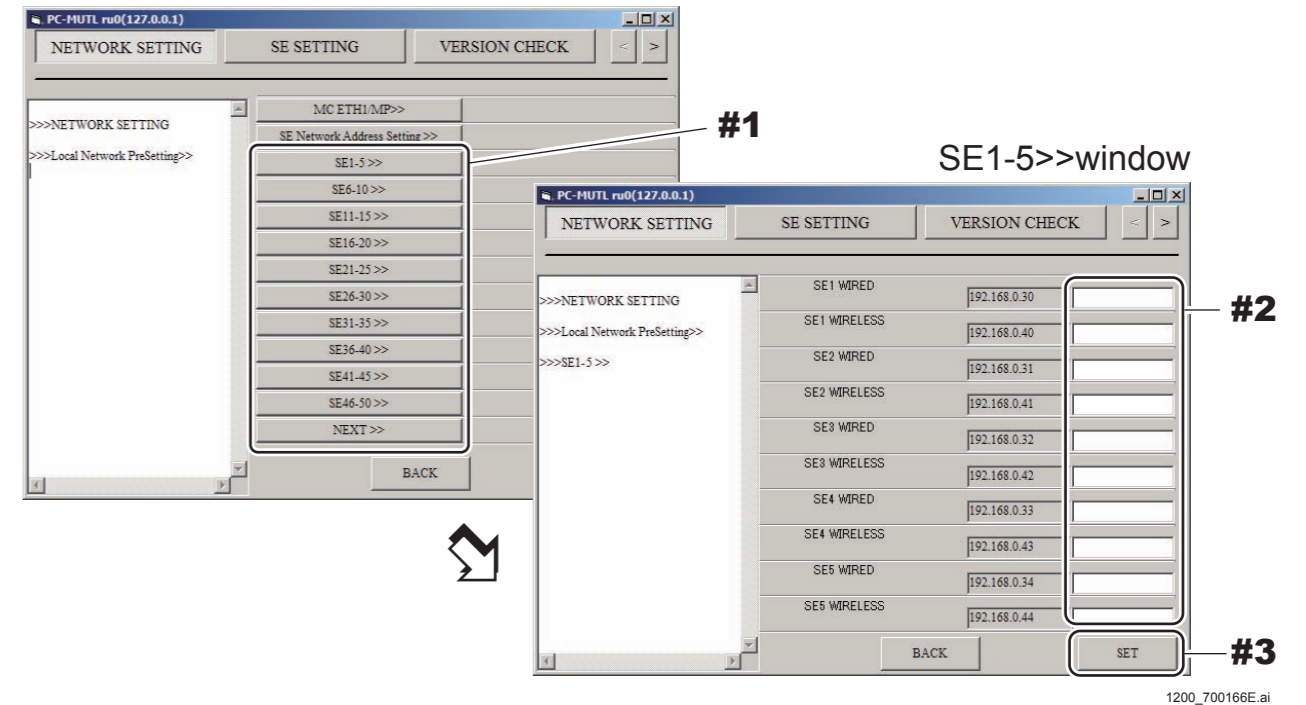 PC-MUTL ru0(127.0.0.1)
NETWORK SETTING
SE SETTING
VERSION CHECK
<
>
>>>NETWORK SETTING
>>>Local Network PreSetting>>
MC ETH1/MP>>
SE Network Address Setting >>
SE1-5 >>
SE6-10 >>
SE11-15 >>
SE16-20 >>
SE21-25 >>
SE26-30 >>
SE31-35 >>
SE36-40 >>
SE41-45 >>
SE46-50 >>
NEXT >>
BACK
#1
SE1-5>>window
PC-MUTL ru0(127.0.0.1)
NETWORK SETTING
SE SETTING
VERSION CHECK
<
>
>>>NETWORK SETTING
>>>Local Network PreSetting>>
>>>SE1-5 >>
SE1 WIRED
192.168.0.30
SE1 WIRELESS
192.168.0.40
SE2 WIRED
192.168.0.31
SE2 WIRELESS
192.168.0.41
SE3 WIRED
192.168.0.32
SE3 WIRELESS
192.168.0.42
SE4 WIRED
192.168.0.33
SE4 WIRELESS
192.168.0.43
SE5 WIRED
192.168.0.34
SE5 WIRELESS
192.168.0.44
BACK
SET
#2
#3
1200_700166E.ai